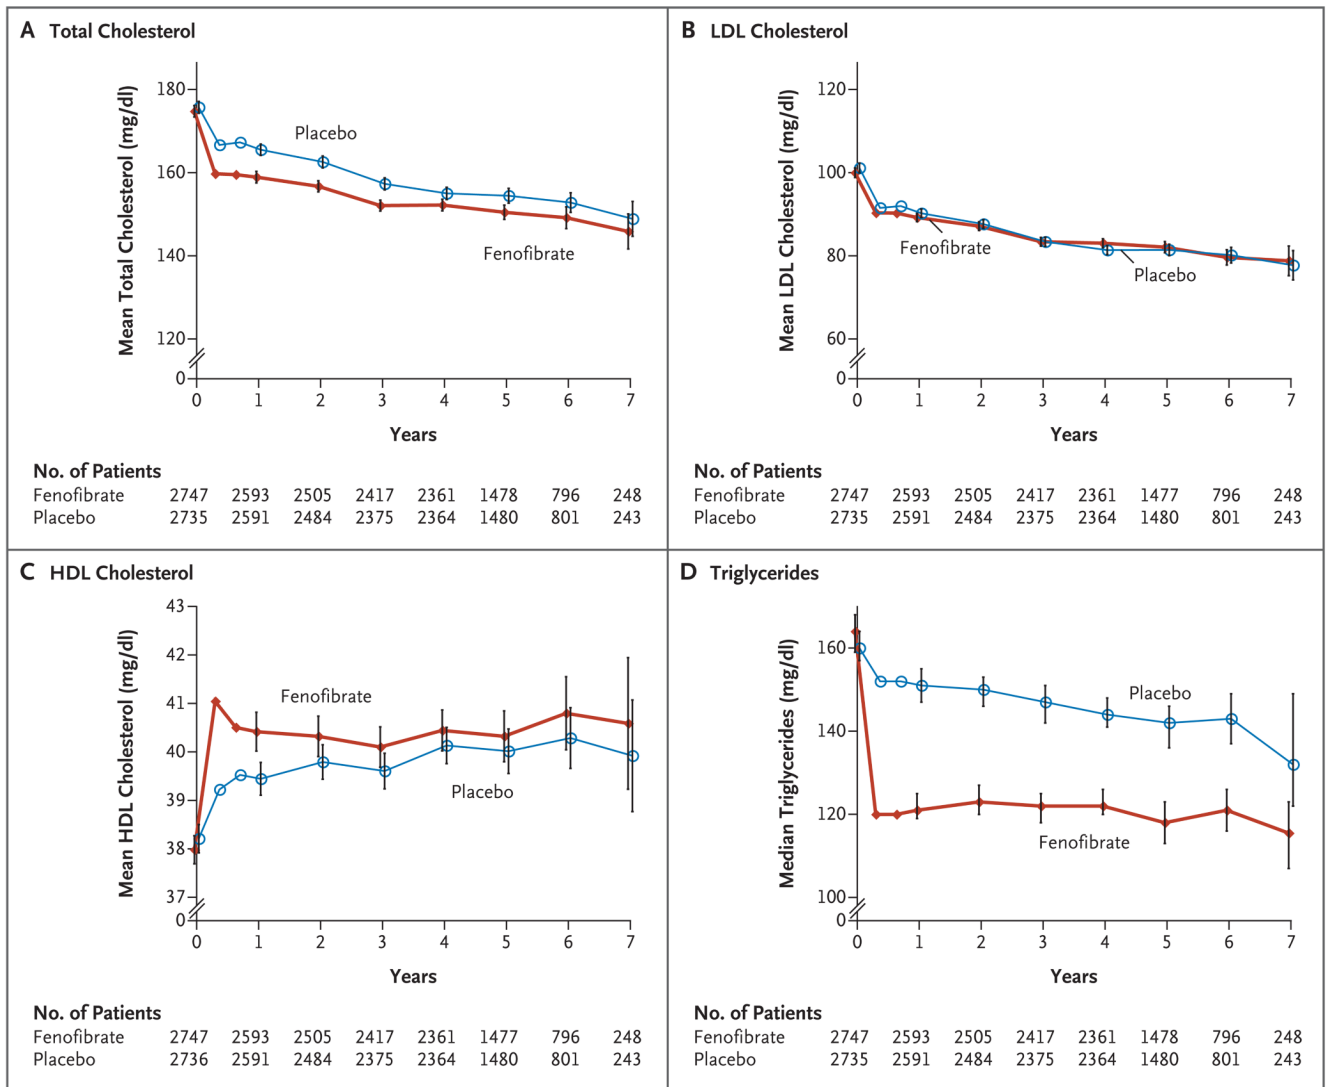 A Total Cholesterol
Mean Total Cholesterol (mg/dl)
180
160
140
120
0
Placebo
Fenofibrate
0 1 2 3 4 5 6 7
Years
No. of Patients
Fenofibrate 2747 2593 2505 2417 2361 1478 796 248
Placebo 2735 2591 2484 2375 2364 1480 801 243
B LDL Cholesterol
Mean LDL Cholesterol (mg/dl)
120
100
80
60
0
Fenofibrate
Placebo
0 1 2 3 4 5 6 7
Years
No. of Patients
Fenofibrate 2747 2593 2505 2417 2361 1477 796 248
Placebo 2735 2591 2484 2375 2364 1480 801 243
C HDL Cholesterol
Mean HDL Cholesterol (mg/dl)
43
42
41
40
39
38
37
0
Fenofibrate
Placebo
0 1 2 3 4 5 6 7
Years
No. of Patients
Fenofibrate 2747 2593 2505 2417 2361 1477 796 248
Placebo 2736 2591 2484 2375 2364 1480 801 243
D Triglycerides
Median Triglycerides (mg/dl)
160
140
120
100
0
Placebo
Fenofibrate
0 1 2 3 4 5 6 7
Years
No. of Patients
Fenofibrate 2747 2593 2505 2417 2361 1478 796 248
Placebo 2735 2591 2484 2375 2364 1480 801 243